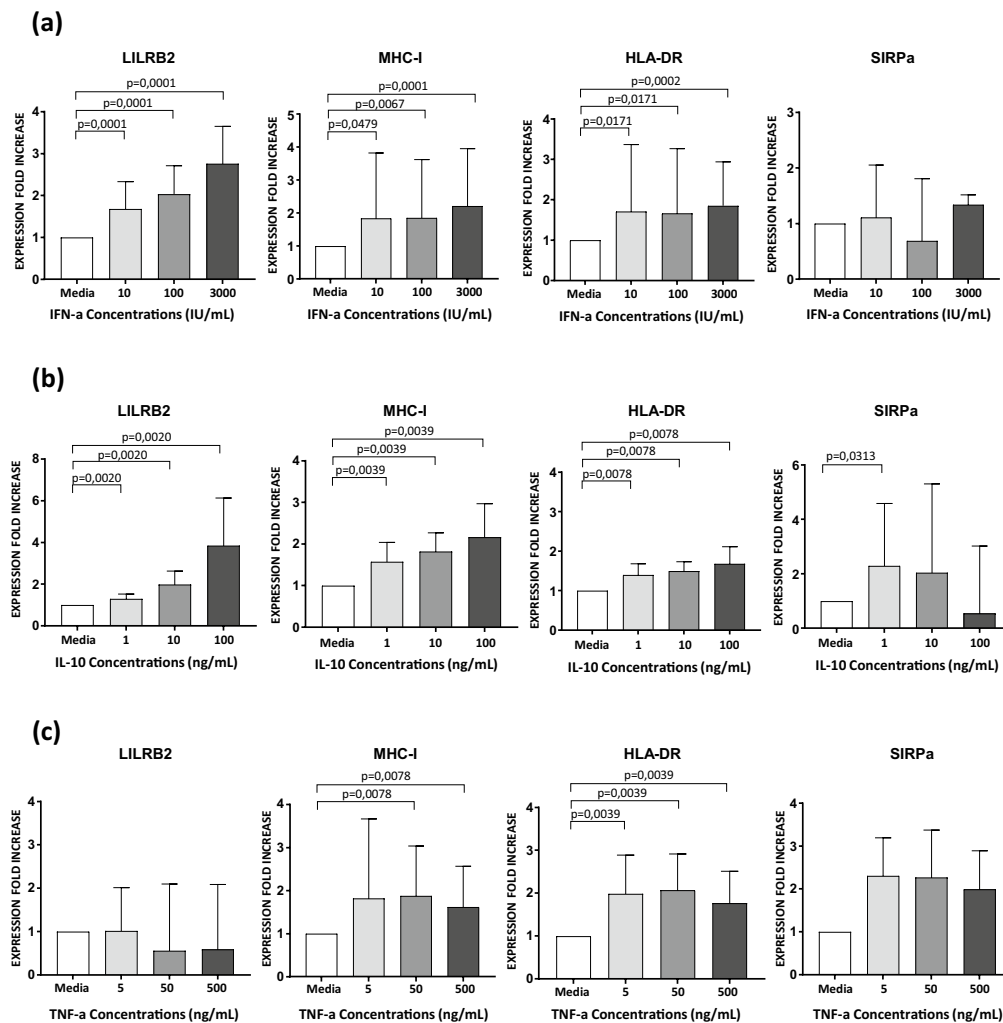 (a)
LILRB2
p=0,0001
p=0,0001
p=0,0001
EXPRESSION FOLD INCREASE
4
3
2
1
0
Media 10 100 3000
IFN-a Concentrations (IU/mL)
MHC-I
p=0,0001
p=0,0067
p=0,0479
EXPRESSION FOLD INCREASE
5
4
3
2
1
0
Media 10 100 3000
IFN-a Concentrations (IU/mL)
HLA-DR
p=0,0002
p=0,0171
p=0,0171
EXPRESSION FOLD INCREASE
4
3
2
1
0
Media 10 100 3000
IFN-a Concentrations (IU/mL)
SIRPa
EXPRESSION FOLD INCREASE
3
2
1
0
Media 10 100 3000
IFN-a Concentrations (IU/mL)
(b)
LILRB2
p=0,0020
p=0,0020
p=0,0020
EXPRESSION FOLD INCREASE
8
6
4
2
0
Media 1 10 100
IL-10 Concentrations (ng/mL)
MHC-I
p=0,0039
p=0,0039
p=0,0039
EXPRESSION FOLD INCREASE
4
3
2
1
0
Media 1 10 100
IL-10 Concentrations (ng/mL)
HLA-DR
p=0,0078
p=0,0078
p=0,0078
EXPRESSION FOLD INCREASE
4
3
2
1
0
Media 1 10 100
IL-10 Concentrations (ng/mL)
SIRPa
p=0,0313
EXPRESSION FOLD INCREASE
6
4
2
0
Media 1 10 100
IL-10 Concentrations (ng/mL)
(c)
LILRB2
EXPRESSION FOLD INCREASE
4
3
2
1
0
Media 5 50 500
TNF-a Concentrations (ng/mL)
MHC-I
p=0,0078
p=0,0078
EXPRESSION FOLD INCREASE
4
3
2
1
0
Media 5 50 500
TNF-a Concentrations (ng/mL)
HLA-DR
p=0,0039
p=0,0039
p=0,0039
EXPRESSION FOLD INCREASE
4
3
2
1
0
Media 5 50 500
TNF-a Concentrations (ng/mL)
SIRPa
EXPRESSION FOLD INCREASE
4
3
2
1
0
Media 5 50 500
TNF-a Concentrations (ng/mL)